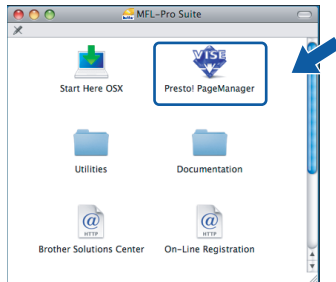 MFL-Pro Suite
Start Here OSX
VISE
Presto! PageManager
Utilities
Documentation
@
HTTP
@
HTTP
Brother Solutions Center
On-Line Registration